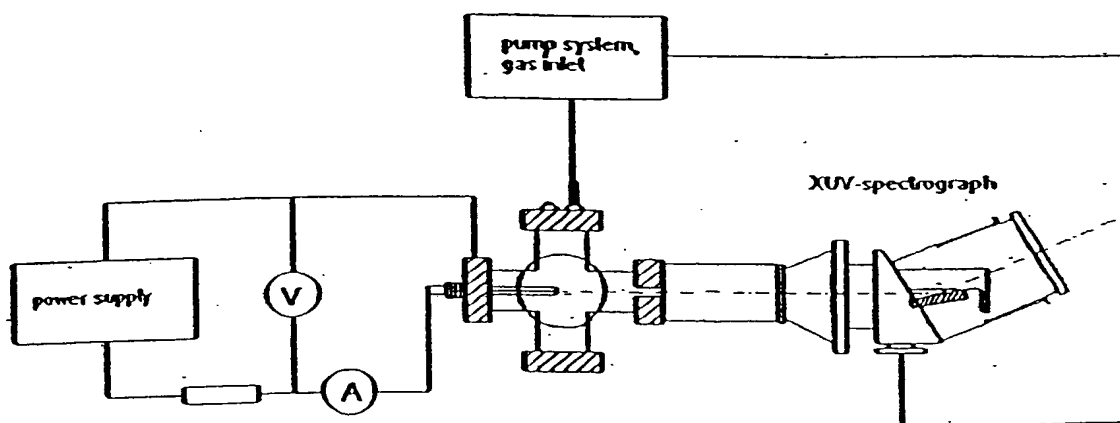 pump system,
gas inlet
XUV-spectrograph
power supply
V
A